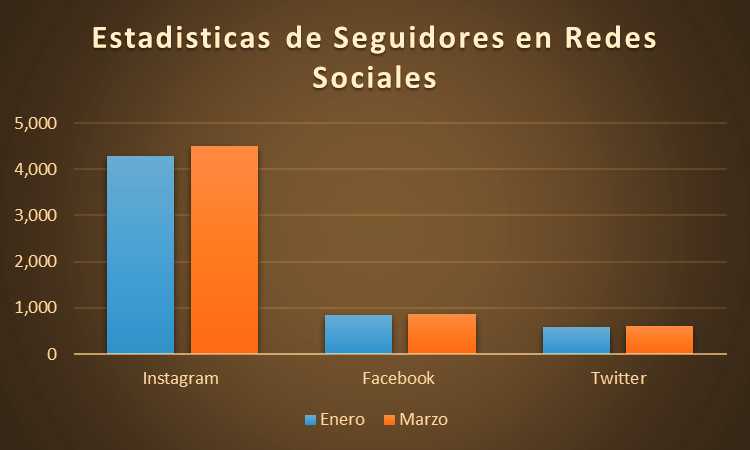 Estadisticas de Seguidores en Redes
Sociales
5,000
4,000
3,000
2,000
1,000
0
Instagram Facebook Twitter
Enero Marzo